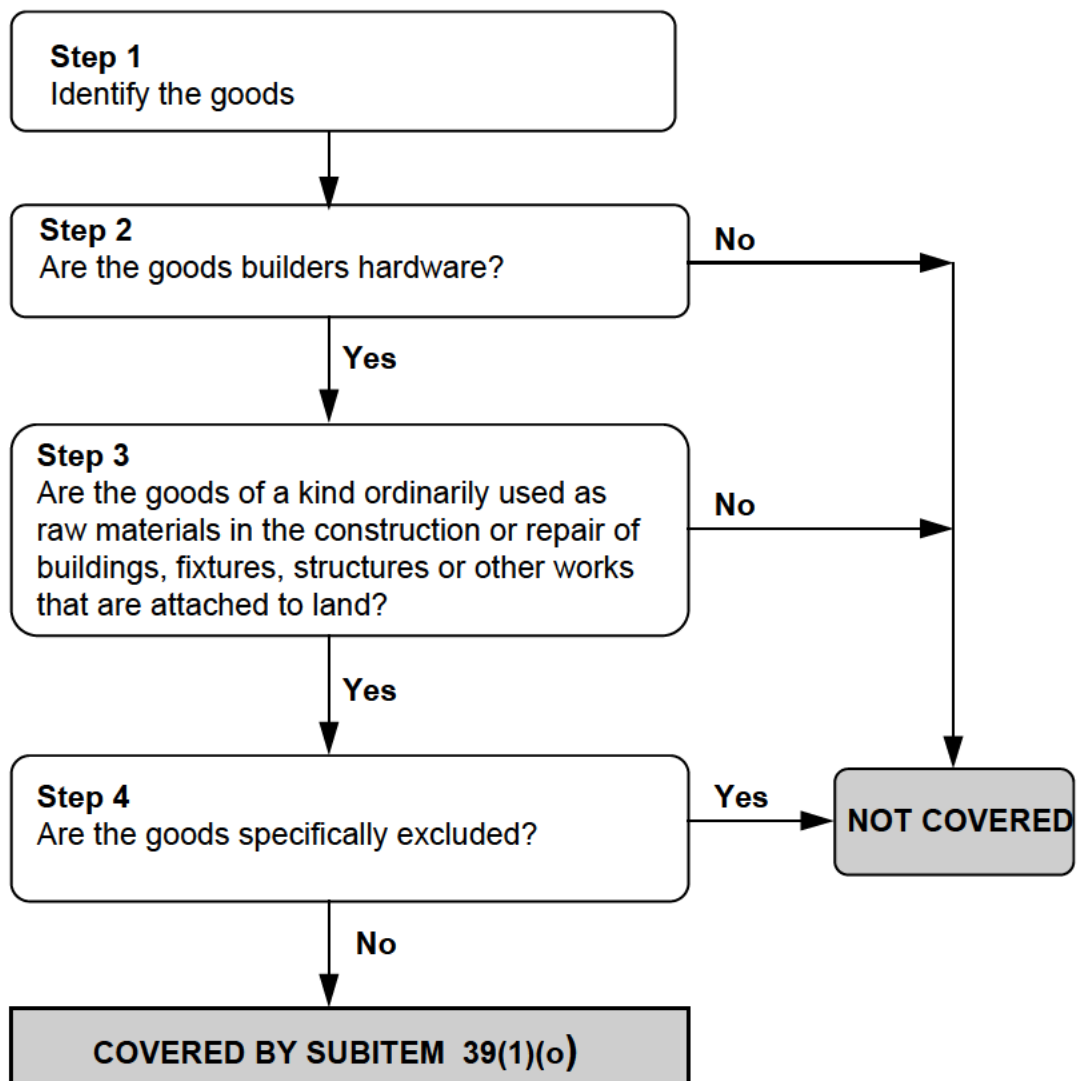 Step 1
Identify the goods
Step 2
Are the goods builders hardware?
No
Yes
Step 3
Are the goods of a kind ordinarily used as
raw materials in the construction or repair of
buildings, fixtures, structures or other works
that are attached to land?
No
Yes
Step 4
Are the goods specifically excluded?
Yes
NOT COVERED
No
COVERED BY SUBITEM 39(1)(o)